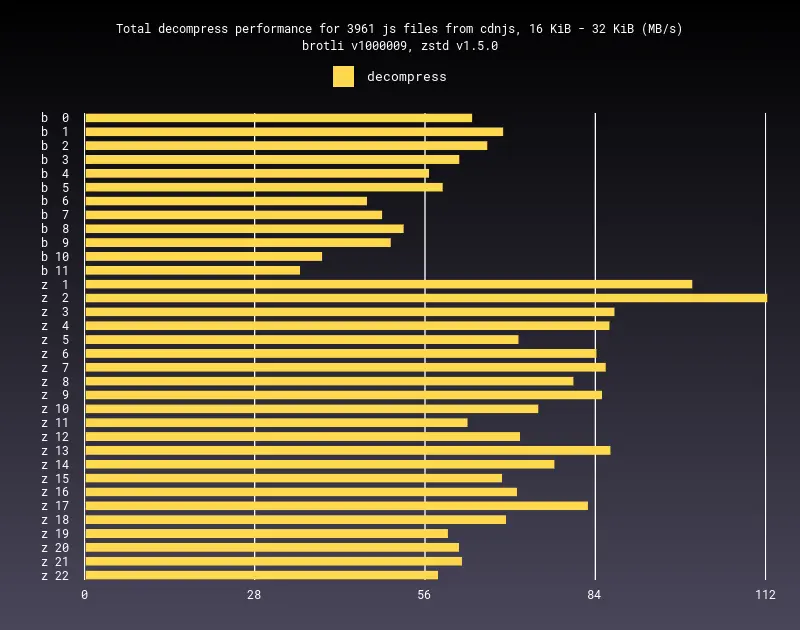 Total decompress performance for 3961 js files from cdnjs, 16 KiB - 32 KiB (MB/s)
brotli v1000009, zstd v1.5.0
decompress
b 0
b 1
b 2
b 3
b 4
b 5
b 6
b 7
b 8
b 9
b 10
b 11
z 1
z 2
z 3
z 4
z 5
z 6
z 7
z 8
z 9
z 10
z 11
z 12
z 13
z 14
z 15
z 16
z 17
z 18
z 19
z 20
z 21
z 22
0 28 56 84 112